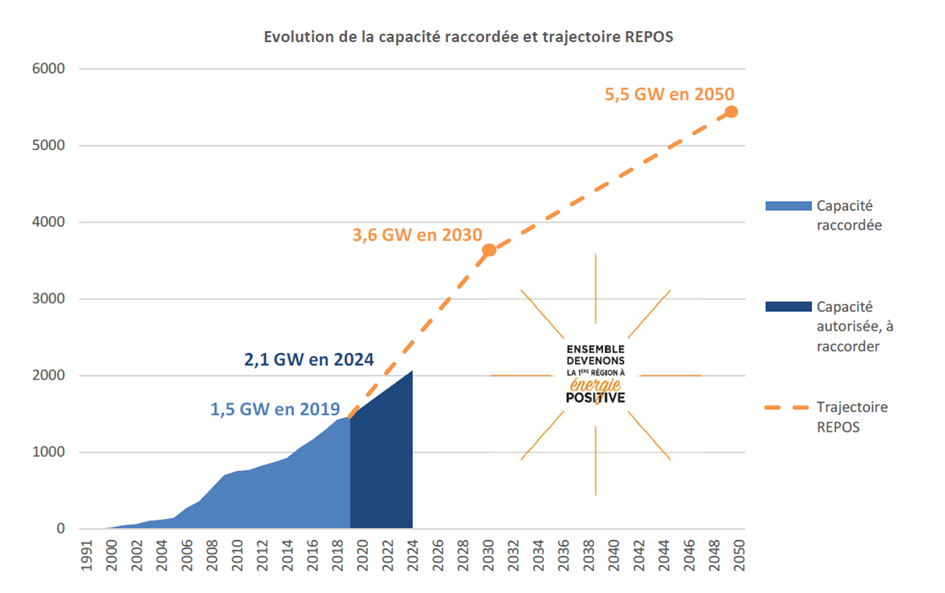 Evolution de la capacité raccordée et trajectoire REPOS
6000
5000
4000
3000
2000
1000
0
5,5 GW en 2050
3,6 GW en 2030
2,1 GW en 2024
1,5 GW en 2019
ENSEMBLE
DEVENONS
LA 1ÈRE RÉGION À
énergie
POSITIVE
1991
2000
2002
2004
2006
2008
2010
2012
2014
2016
2018
2020
2022
2024
2026
2028
2030
2032
2034
2036
2038
2040
2042
2044
2046
2048
2050
Capacité
raccordée
Capacité
autorisée, à
raccorder
Trajectoire
REPOS